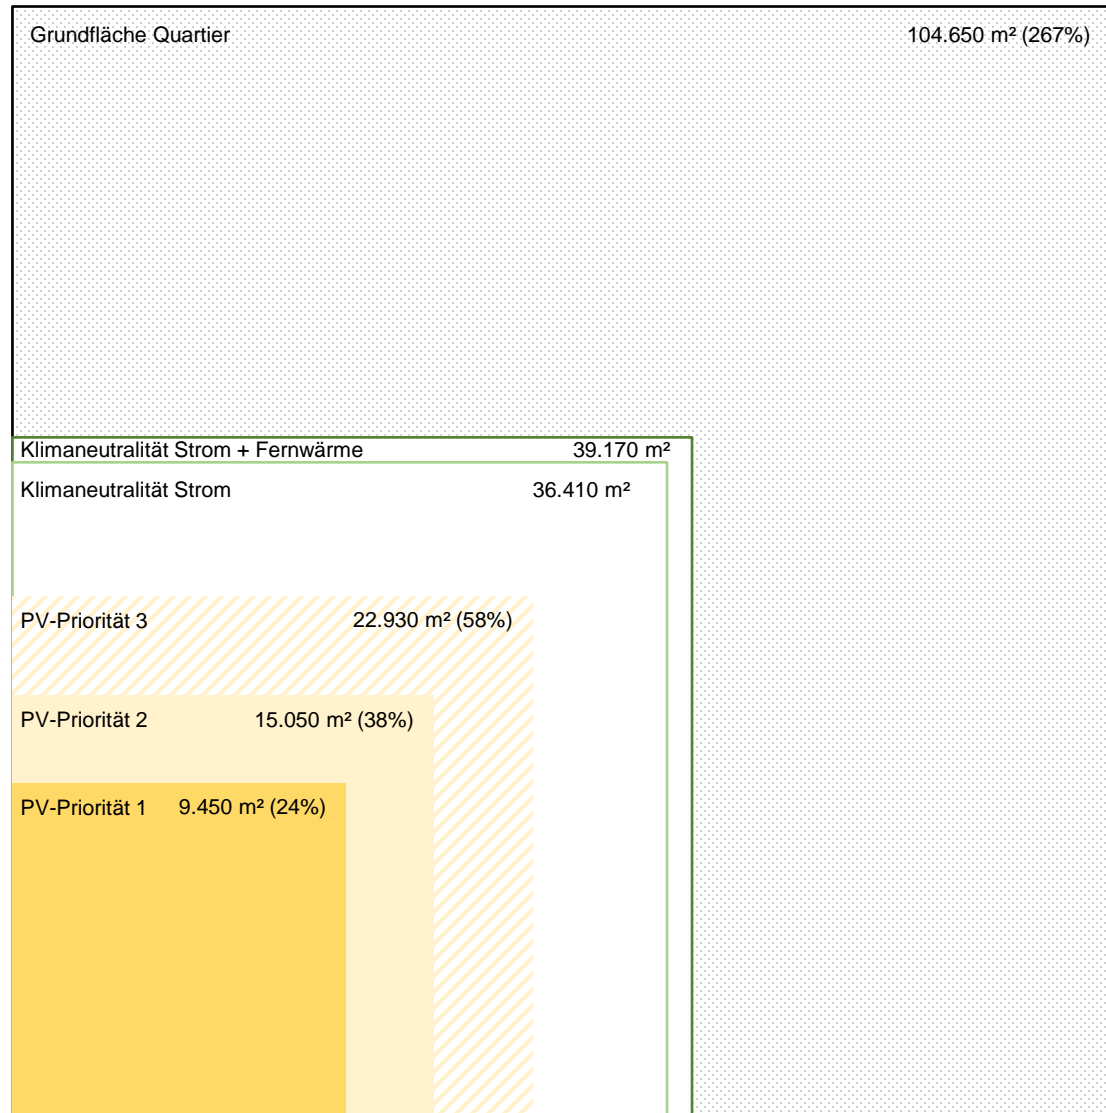 Grundfläche Quartier 104.650 m² (267%)
Klimaneutralität Strom + Fernwärme 39.170 m²
Klimaneutralität Strom 36.410 m²
PV-Priorität 3 22.930 m² (58%)
PV-Priorität 2 15.050 m² (38%)
PV-Priorität 1 9.450 m² (24%)